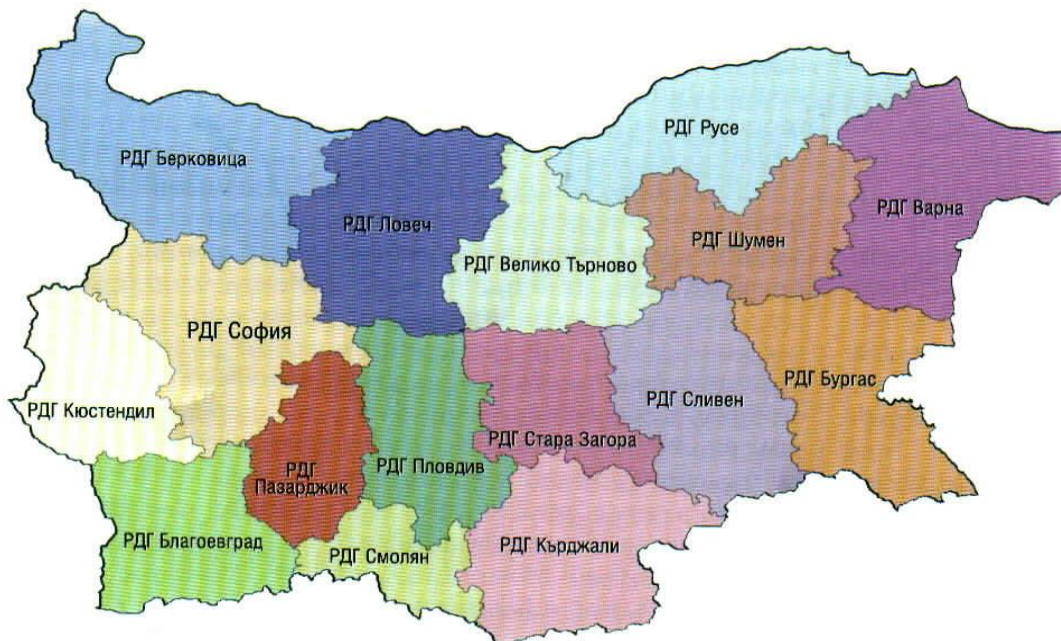 РДГ Русе
РДГ Берковица
РДГ Варна
РДГ Ловеч
РДГ Шумен
РДГ Велико Търново
РДГ София
РДГ Бургас
РДГ Сливен
РДГ Кюстендил
РДГ Стара Загора
РДГ
Пазарджик
РДГ Пловдив
РДГ Благоевград
РДГ Смолян
РДГ Кърджали